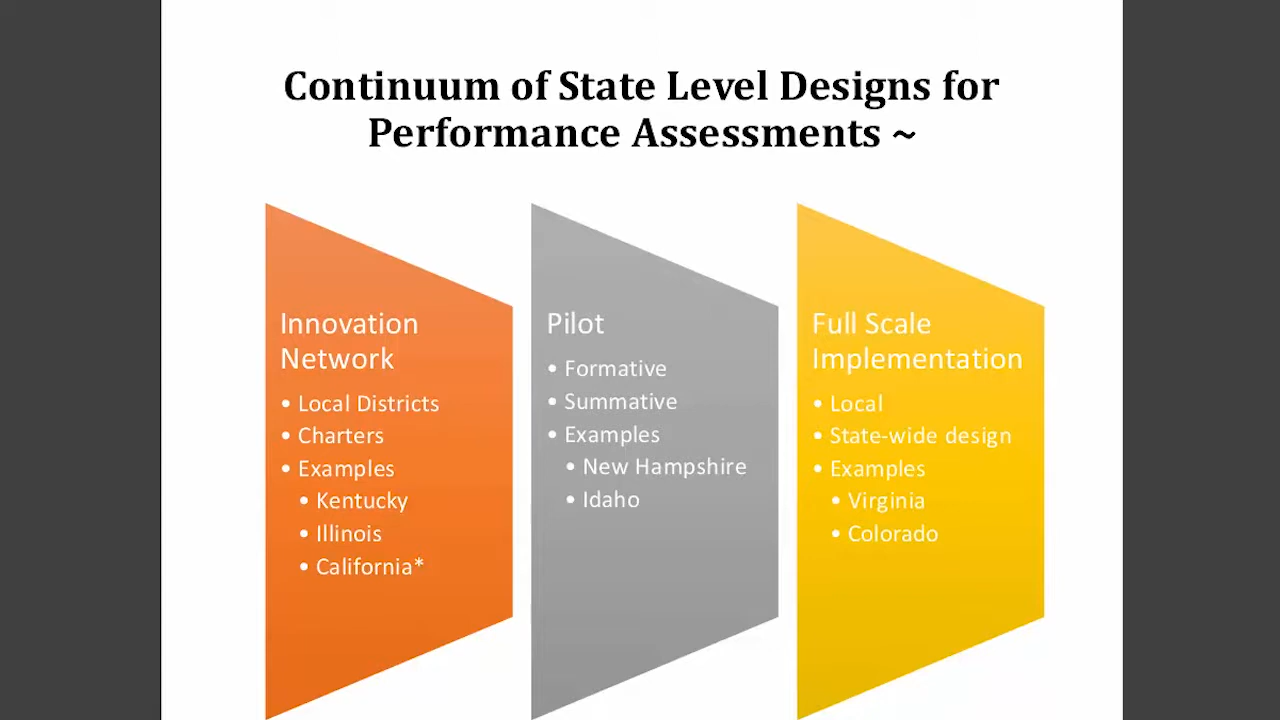 Continuum of State Level Designs for
Performance Assessments ~
Innovation
Network
• Local Districts
• Charters
• Examples
• Kentucky
• Illinois
• California*
Pilot
• Formative
• Summative
• Examples
• New Hampshire
• Idaho
Full Scale
Implementation
• Local
• State-wide design
• Examples
• Virginia
• Colorado